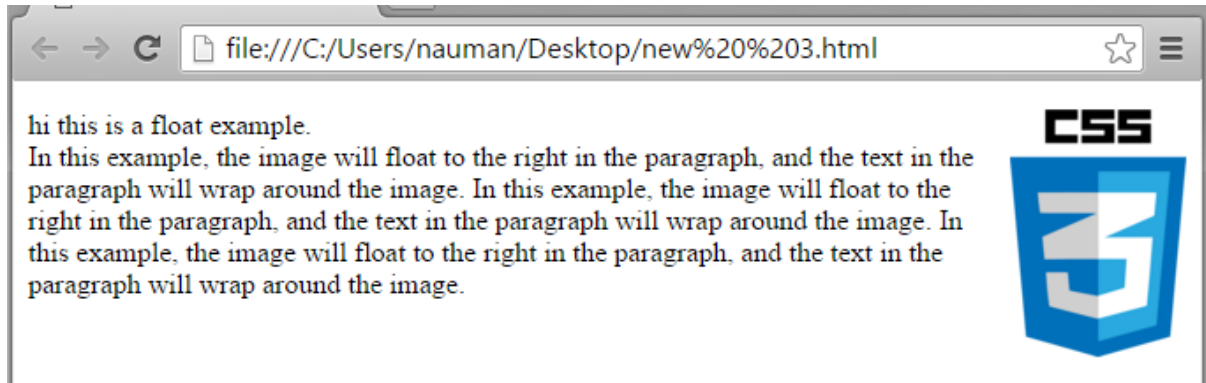 file:///C:/Users/nauman/Desktop/new%20%203.html
hi this is a float example.
In this example, the image will float to the right in the paragraph, and the text in the
paragraph will wrap around the image. In this example, the image will float to the
right in the paragraph, and the text in the paragraph will wrap around the image. In
this example, the image will float to the right in the paragraph, and the text in the
paragraph will wrap around the image.
CSS
3